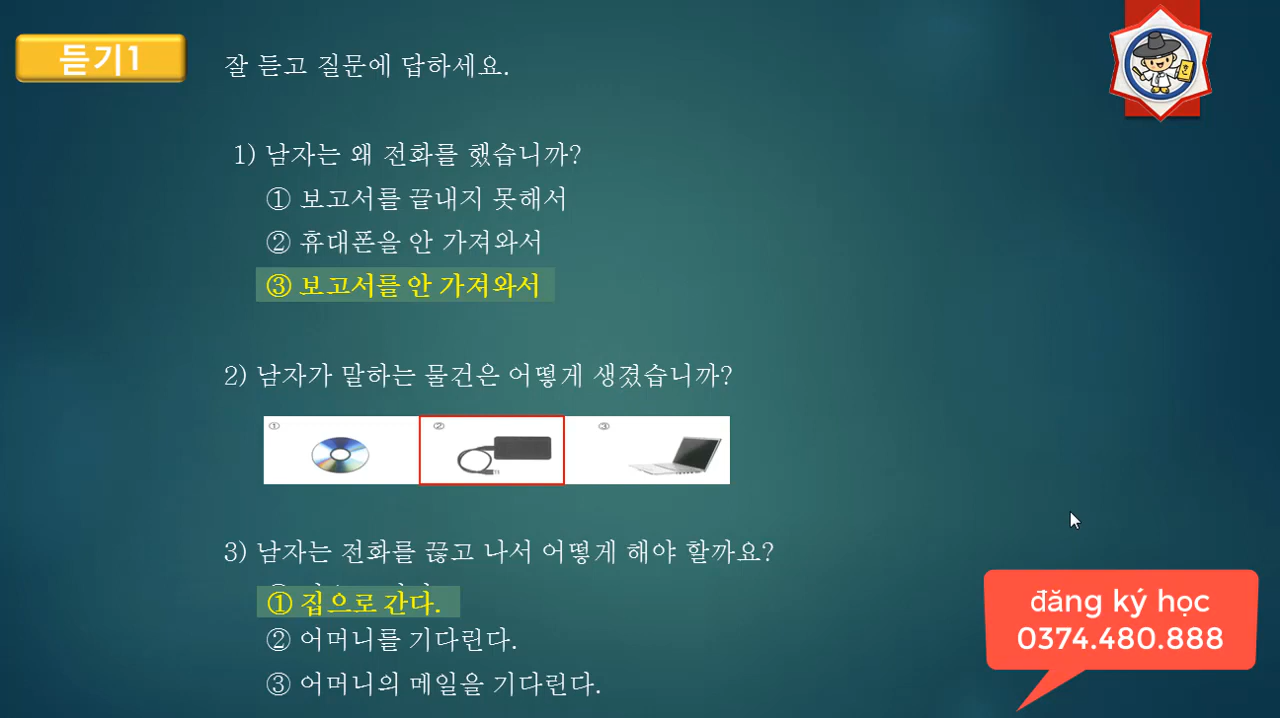 듣기1
잘 듣고 질문에 답하세요.
1) 남자는 왜 전화를 했습니까?
① 보고서를 끝내지 못해서
② 휴대폰을 안 가져와서
③ 보고서를 안 가져와서
2) 남자가 말하는 물건은 어떻게 생겼습니까?
① ② ③
3) 남자는 전화를 끊고 나서 어떻게 해야 할까요?
① 집으로 간다.
② 어머니를 기다린다.
③ 어머니의 메일을 기다린다.
đăng ký học
0374.480.888